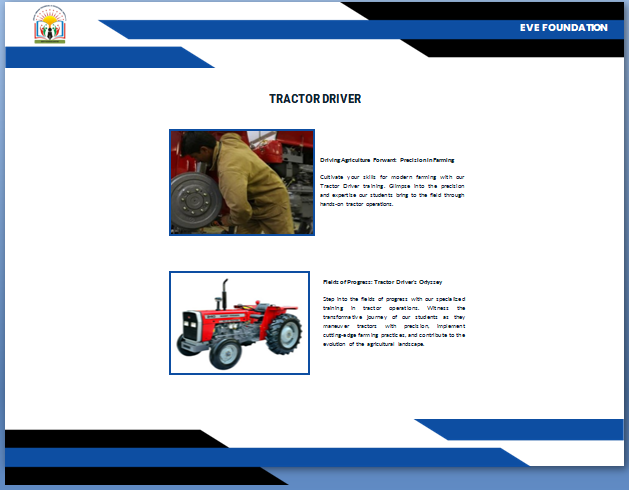 EVE FOUNDATION
TRACTOR DRIVER
Driving Agriculture Forward: Precision in Farming
Cultivate your skills for modern farming with our
Tractor Driver training. Glimpse into the precision
and expertise our students bring to the field through
hands-on tractor operations.
Fields of Progress: Tractor Driver's Odyssey
Step into the fields of progress with our specialized
training in tractor operations. Witness the
transformative journey of our students as they
maneuver tractors with precision, implement
cutting-edge farming practices, and contribute to the
evolution of the agricultural landscape.